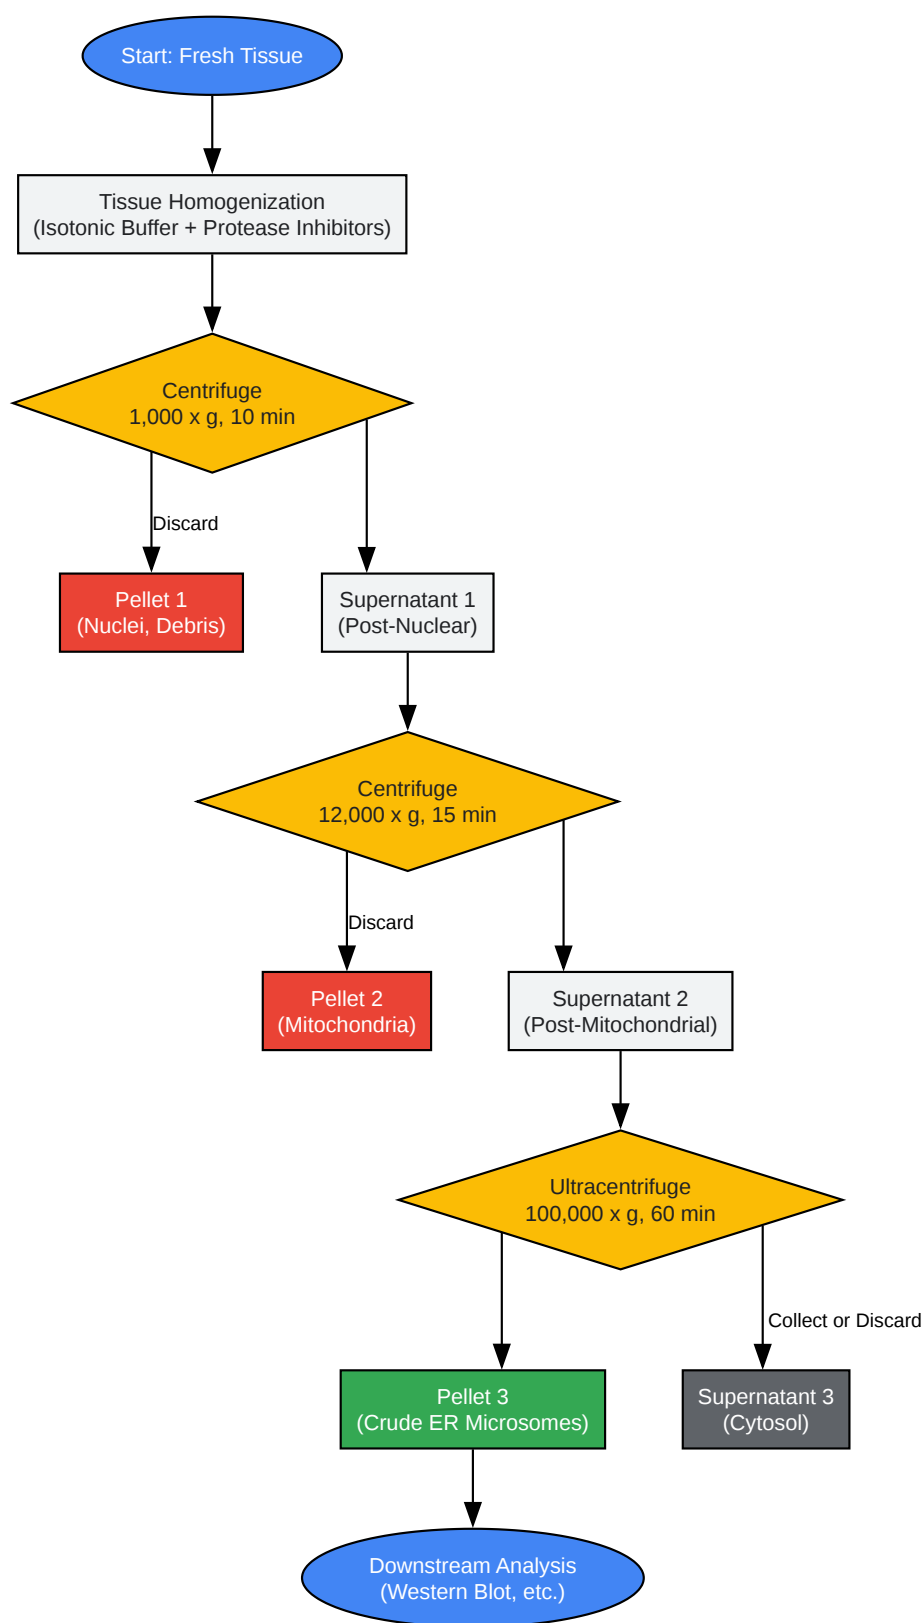 Start: Fresh Tissue
Tissue Homogenization
(Isotonic Buffer + Protease Inhibitors)
Centrifuge
1,000 x g, 10 min
Discard
Pellet 1
(Nuclei, Debris)
Supernatant 1
(Post-Nuclear)
Centrifuge
12,000 x g, 15 min
Discard
Pellet 2
(Mitochondria)
Supernatant 2
(Post-Mitochondrial)
Ultracentrifuge
100,000 x g, 60 min
Collect or Discard
Pellet 3
(Crude ER Microsomes)
Supernatant 3
(Cytosol)
Downstream Analysis
(Western Blot, etc.)